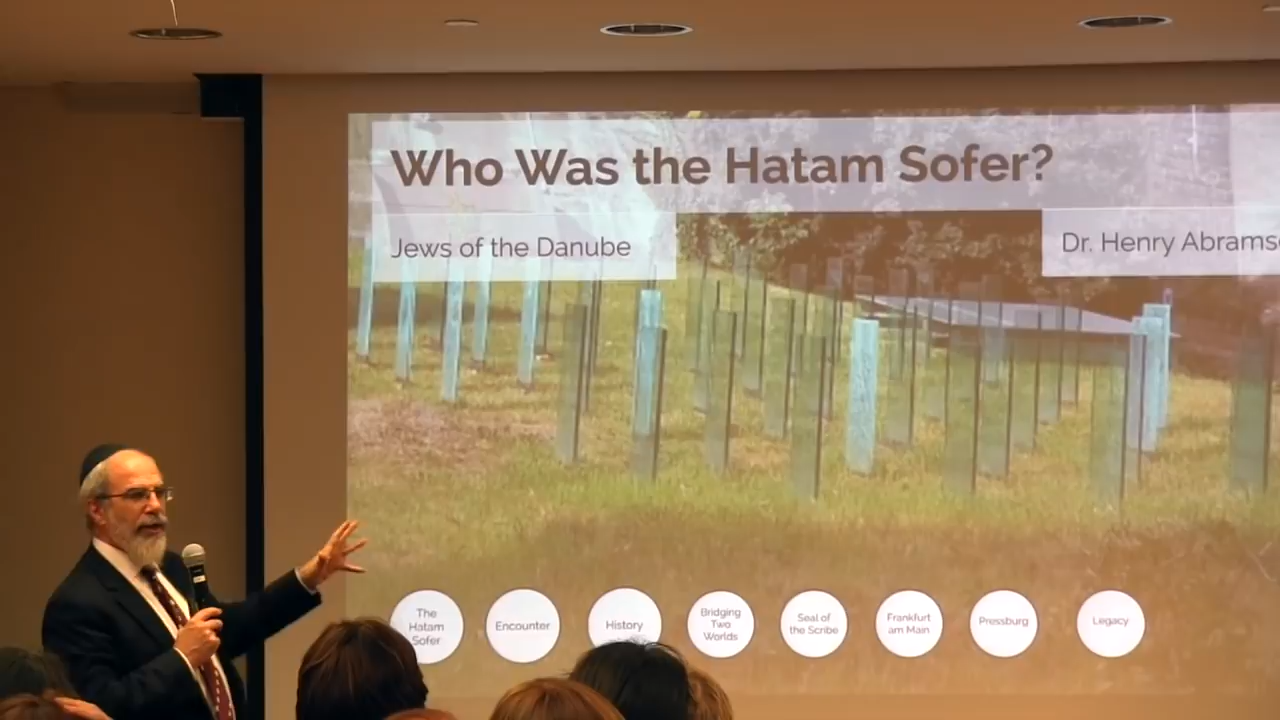 Who Was the Hatam Sofer?
Jews of the Danube
Dr. Henry Abrams
The
Hatam
Sofer
Encounter
History
Bridging
Two
Worlds
Seal of
the Scribe
Frankfurt
am Main
Pressburg
Legacy